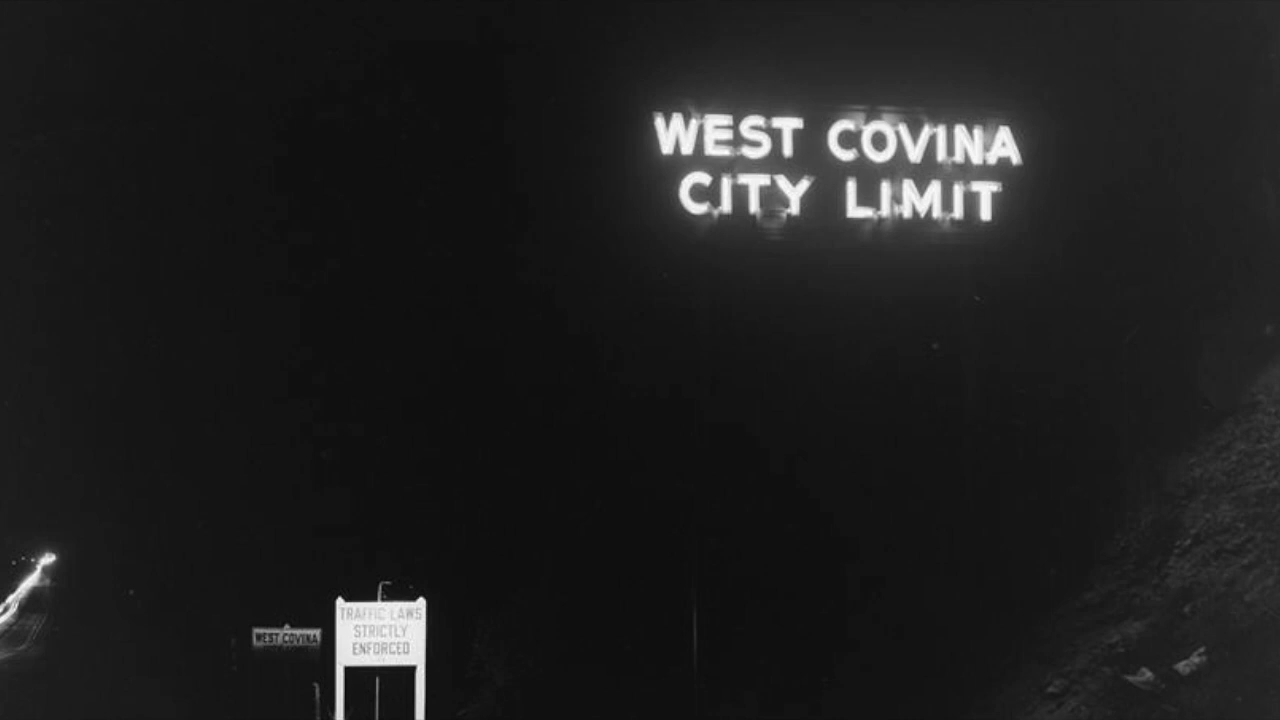 WEST COVINA
CITY LIMIT
WEST COVINA
TRAFFIC LAWS
STRICTLY
ENFORCED